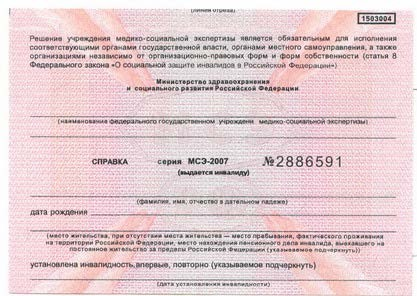 (линия отреза)
1503004
Решение учреждения медико-социальной экспертизы является обязательным для исполнения
соответствующими органами государственной власти, органами местного самоуправления, а также
организациями независимо от организационно-правовых форм и форм собственности (статья 8
Федерального закона «О социальной защите инвалидов в Российской Федерации»)
Министерство здравоохранения
и социального развития Российской Федерации
(наименование федерального государственном учреждени медико-социальной экспертизы)
СПРАВКА серия МСЭ-2007 №2886591
(выдается инвалиду)
(фамилия, имя, отчество в дательном падеже)
дата рождения
(место жительства, при отсутствия места жительства — место пребывания, фактического проживания
на территории Российской Федерации, место нахождения пенсионного дела инвалида, выехавшего на
постоянное жительство за пределы Российской Федерации (указываемое подчеркнуть))
установлена инвалидность,впервые, повторно (указываемое подчеркнуть)
(дата установления инвалидности)